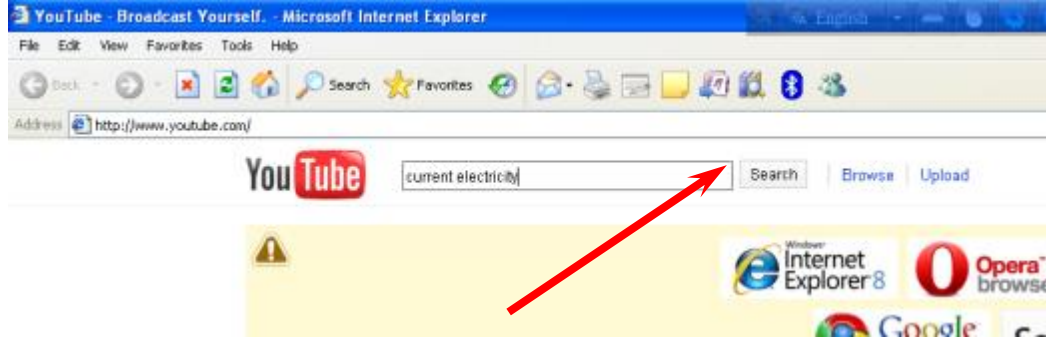 YouTube - Broadcast Yourself. - Microsoft Internet Explorer English
File Edit View Favorites Tools Help
Back Search Favorites
Address http://www.youtube.com/
YouTube current electricity Search Browse Upload
Windows Internet Explorer 8 Opera browse
Google